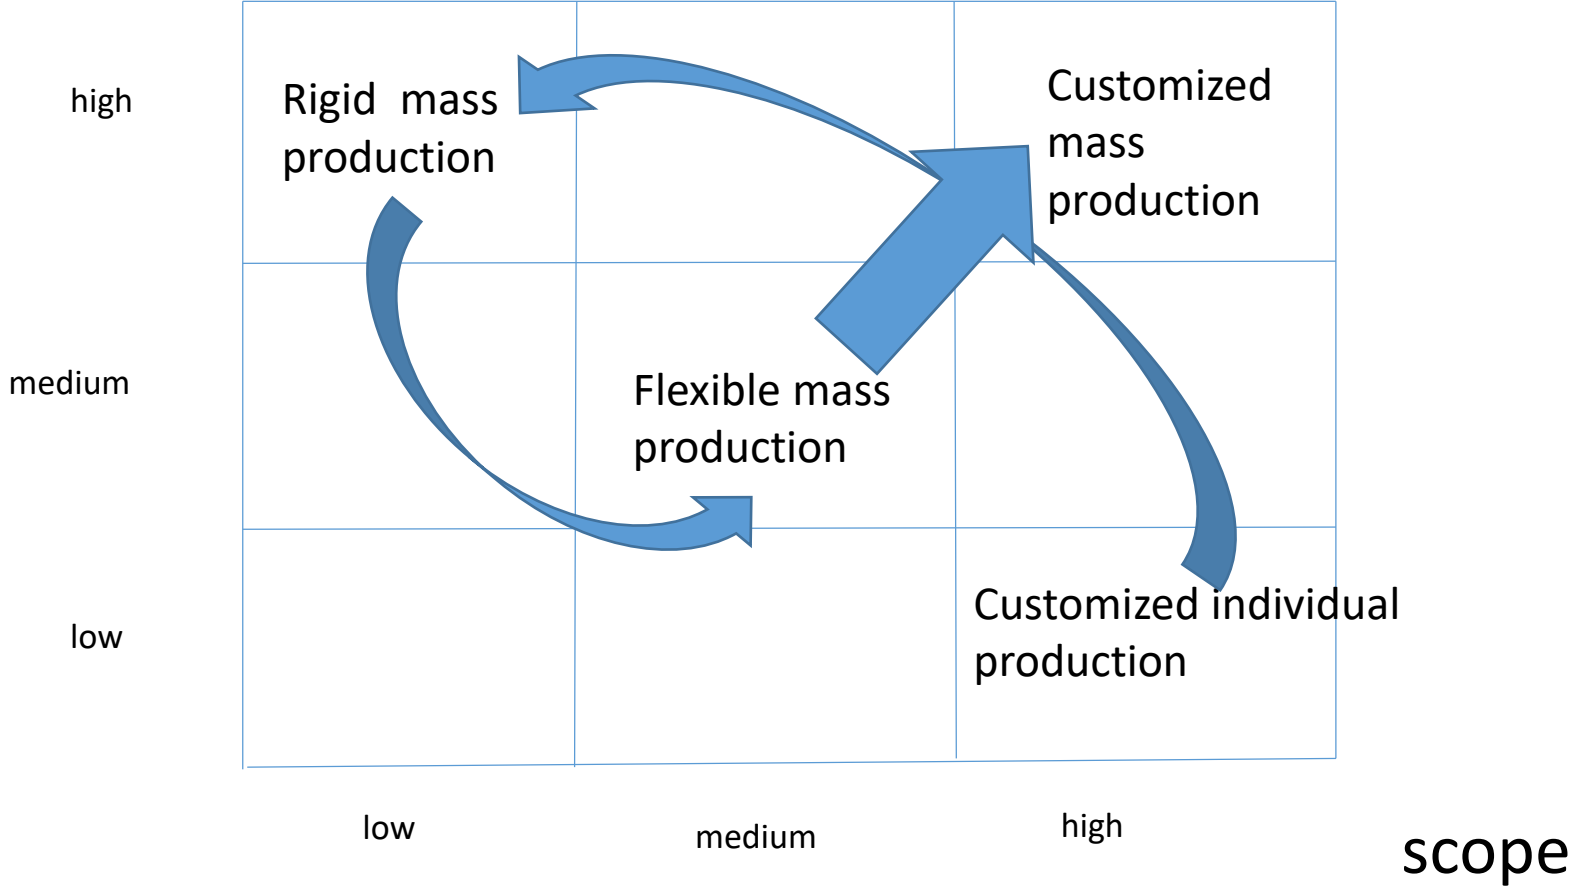 high
Rigid  mass
production
Customized
mass
production
medium
Flexible mass
production
low
Customized individual
production
low
medium
high
scope